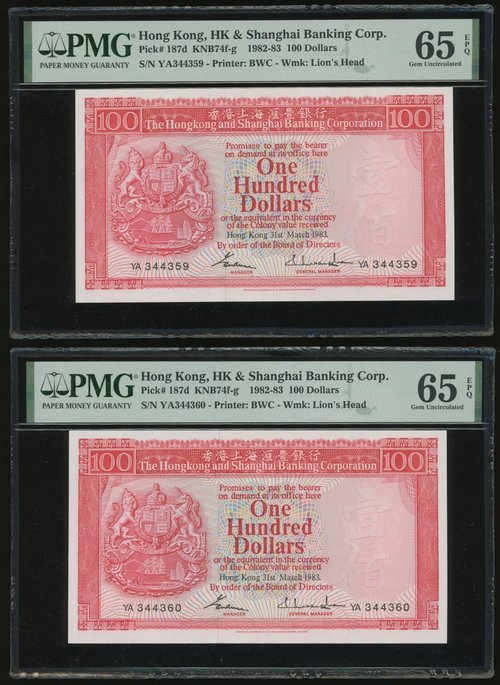 PMG
PAPER MONEY GUARANTY
Hong Kong, HK & Shanghai Banking Corp.
Pick# 187d KNB74f-g 1982-83 100 Dollars
S/N YA344359 - Printer: BWC - Wmk: Lion's Head
65 EPQ
Gem Uncirculated
香港上海滙豐銀行
100 The Hongkong and Shanghai Banking Corporation 100
Promises to pay the bearer
on demand at its office here
One
Hundred
Dollars
or the equivalent in the currency
of the Colony value received
Hong Kong 31st March 1983.
By order of the Board of Directors
YA 344359
MANAGER
GENERAL MANAGER
YA 344359
壹佰
PMG
PAPER MONEY GUARANTY
Hong Kong, HK & Shanghai Banking Corp.
Pick# 187d KNB74f-g 1982-83 100 Dollars
S/N YA344360 - Printer: BWC - Wmk: Lion's Head
65 EPQ
Gem Uncirculated
香港上海滙豐銀行
100 The Hongkong and Shanghai Banking Corporation 100
Promises to pay the bearer
on demand at its office here
One
Hundred
Dollars
or the equivalent in the currency
of the Colony value received
Hong Kong 31st March 1983.
By order of the Board of Directors
YA 344360
MANAGER
GENERAL MANAGER
YA 344360
壹佰